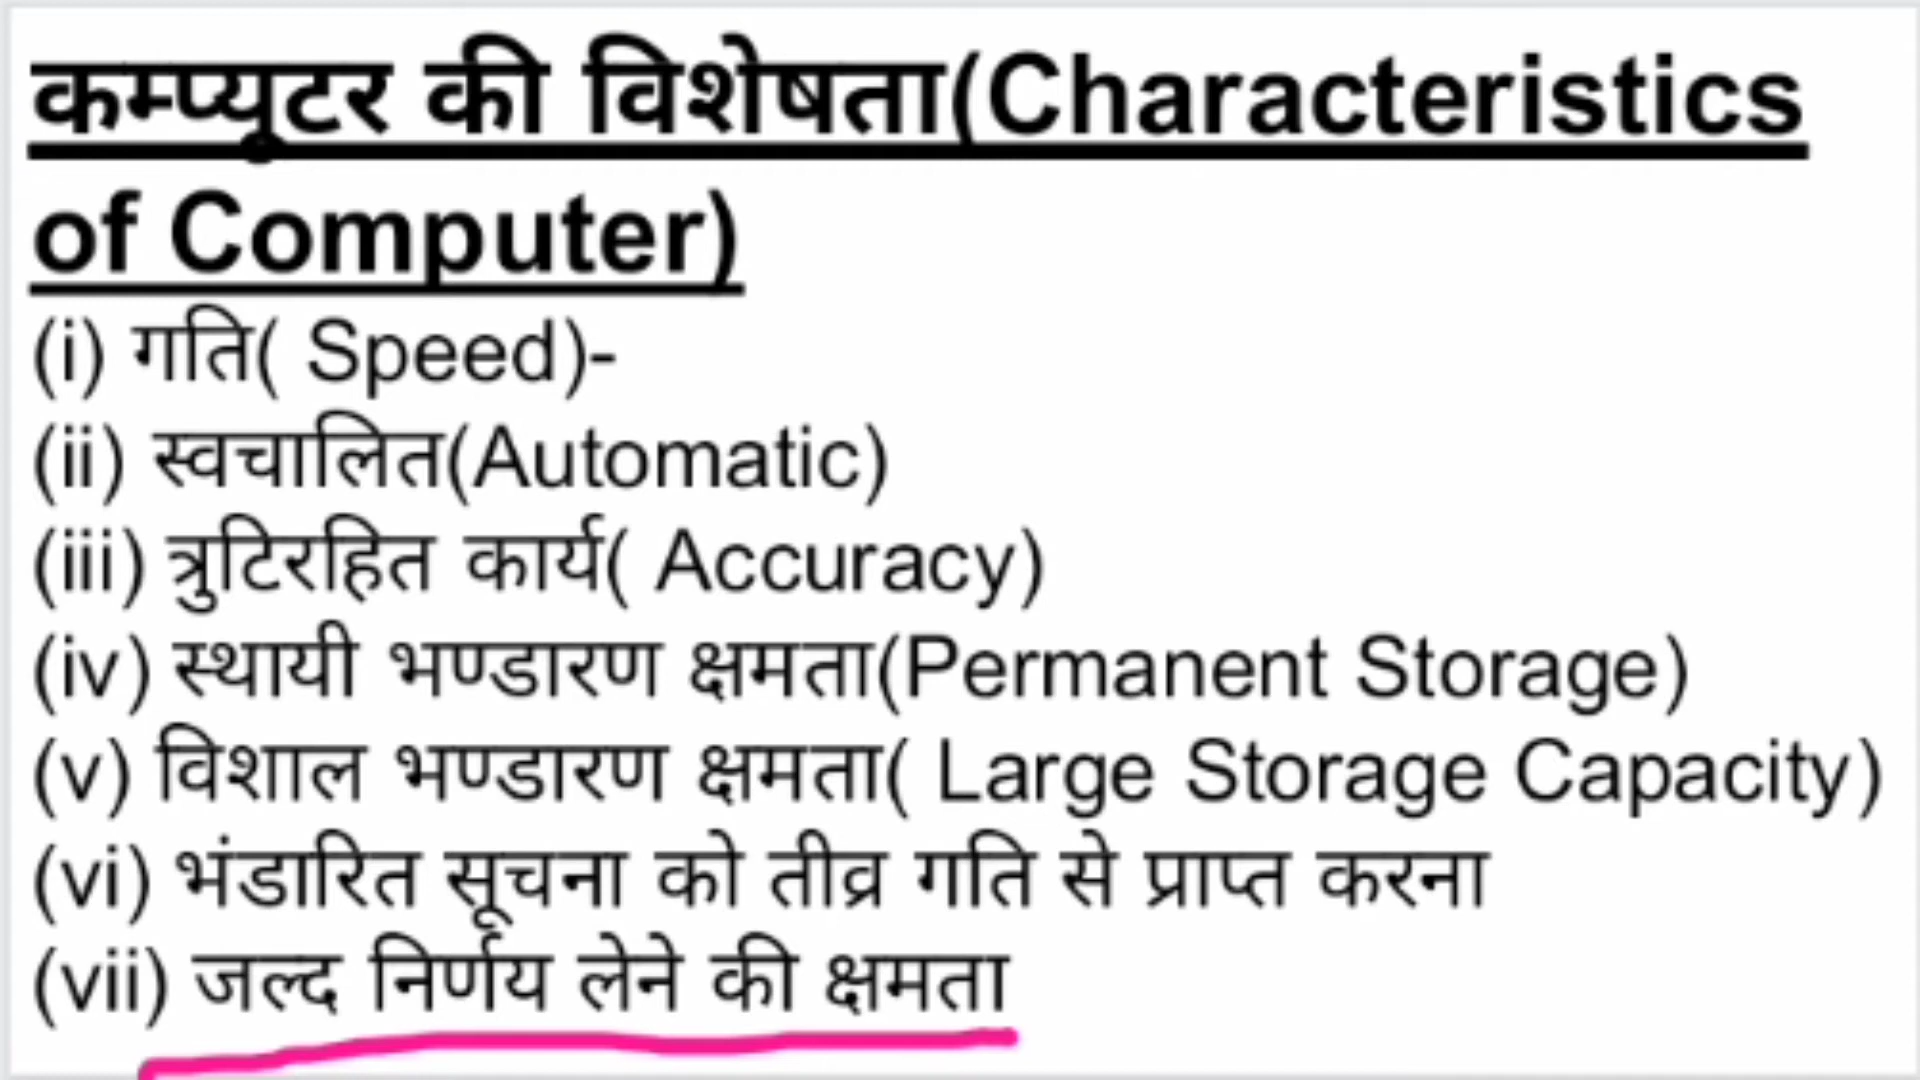 कम्प्यूटर की विशेषता(Characteristics
of Computer)
(i) गति( Speed)-
(ii) स्वचालित(Automatic)
(iii) त्रुटिरहित कार्य( Accuracy)
(iv) स्थायी भण्डारण क्षमता(Permanent Storage)
(v) विशाल भण्डारण क्षमता( Large Storage Capacity)
(vi) भंडारित सूचना को तीव्र गति से प्राप्त करना
(vii) जल्द निर्णय लेने की क्षमता